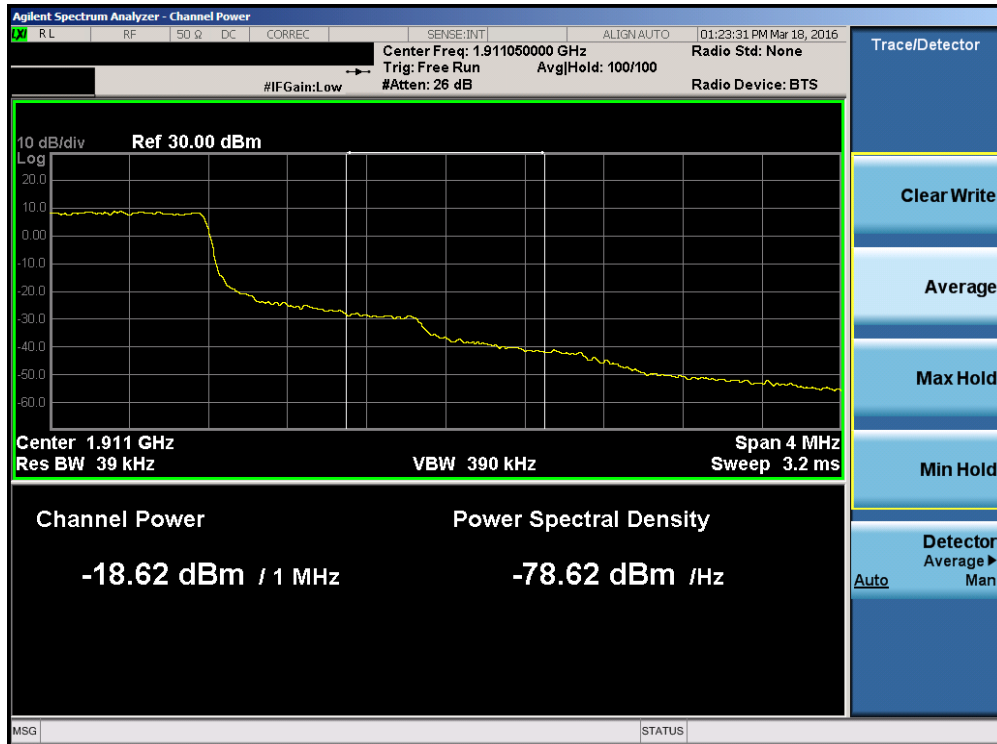 Agilent Spectrum Analyzer - Channel Power
LXI RL RF 50 Ω DC CORREC SENSE:INT ALIGN AUTO 01:23:31 PM Mar 18, 2016
Center Freq: 1.911050000 GHz Radio Std: None
Trig: Free Run Avg|Hold: 100/100
#IFGain:Low #Atten: 26 dB Radio Device: BTS
10 dB/div Ref 30.00 dBm
Log
20.0
10.0
0.00
-10.0
-20.0
-30.0
-40.0
-50.0
-60.0
Center 1.911 GHz Span 4 MHz
Res BW 39 kHz VBW 390 kHz Sweep 3.2 ms
Channel Power Power Spectral Density
-18.62 dBm / 1 MHz -78.62 dBm /Hz
Trace/Detector
Clear Write
Average
Max Hold
Min Hold
Detector
Average
Auto Man
MSG STATUS